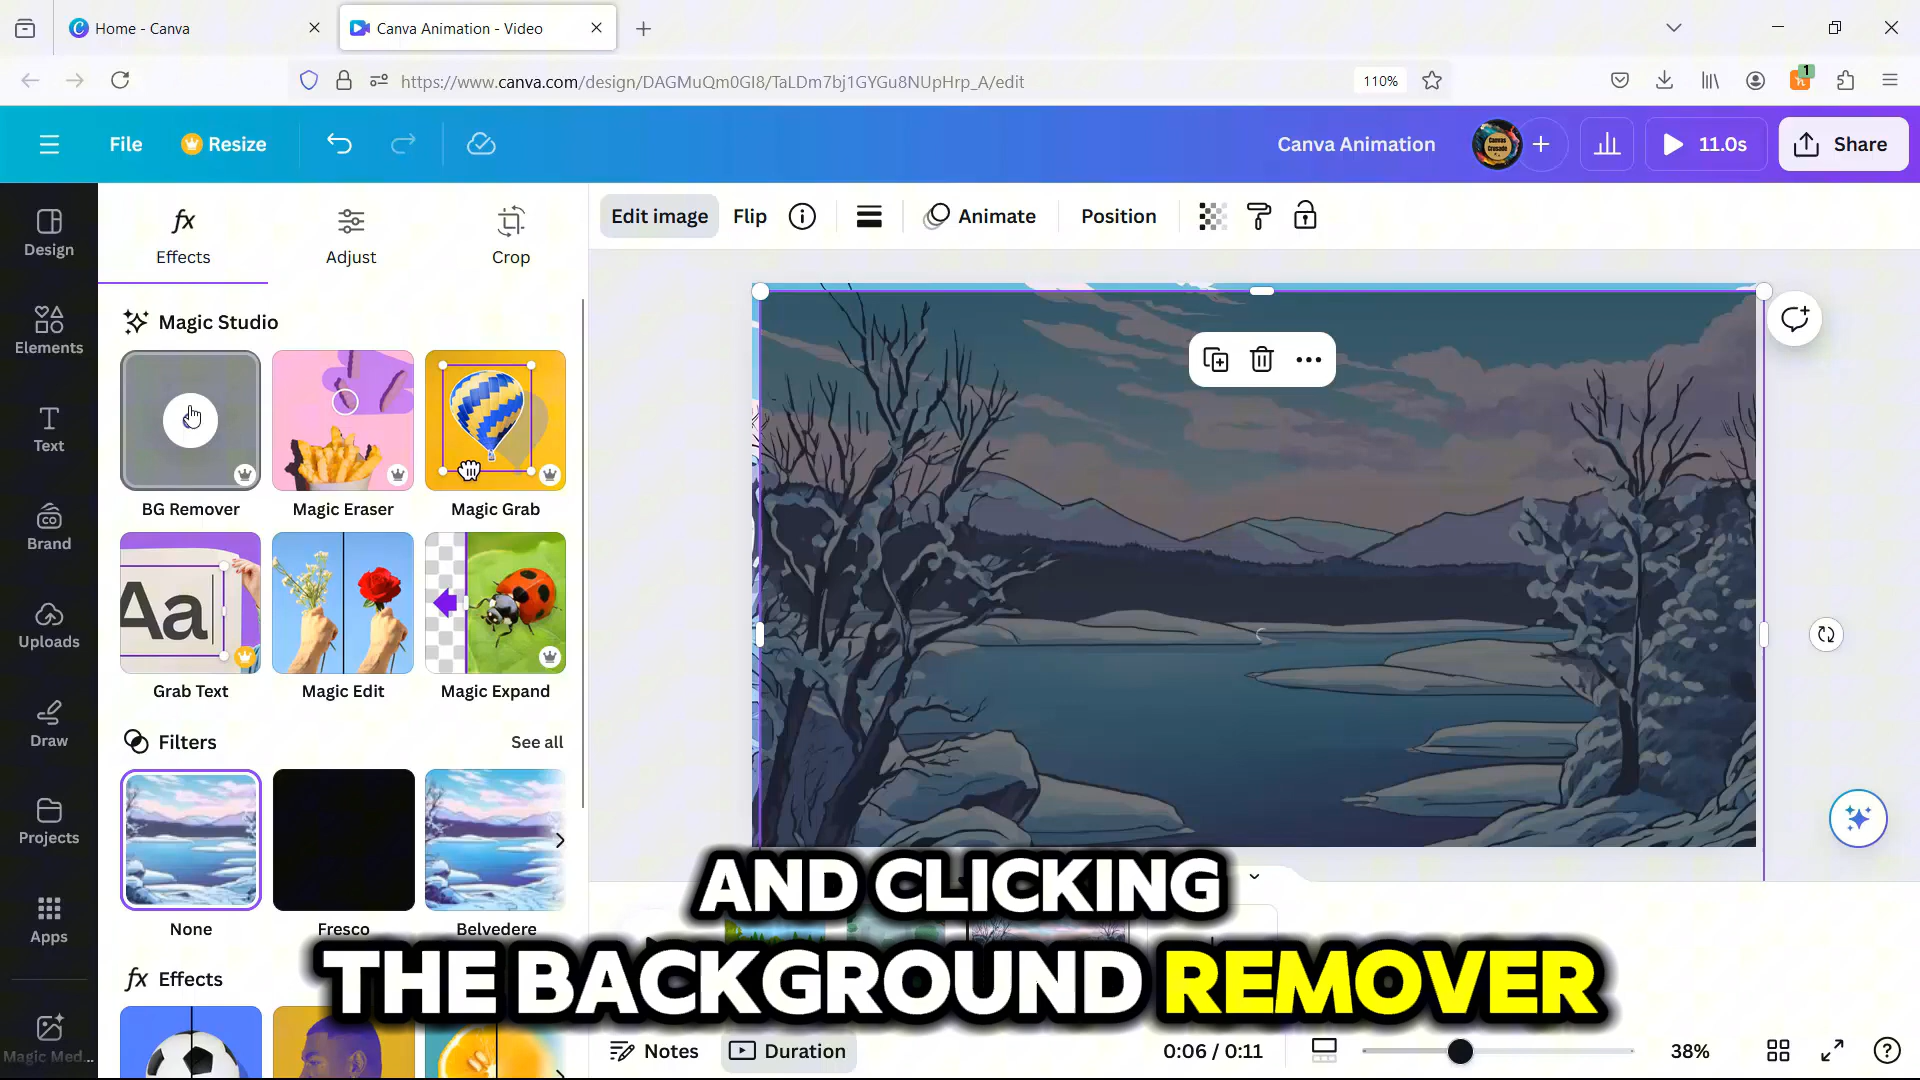 Home - Canva
Canva Animation - Video
https://www.canva.com/design/DAGMuQm0GI8/TaLDm7bj1GYGu8NUpHrp_A/edit
110%
1
File
Resize
Canva Animation
11.0s
Share
Design
Elements
Text
Brand
Uploads
Draw
Projects
Apps
Magic Med...
Effects
Adjust
Crop
Edit image
Flip
Animate
Position
Magic Studio
BG Remover
Magic Eraser
Magic Grab
Aa
Grab Text
Magic Edit
Magic Expand
Filters
See all
None
Fresco
Belvedere
Effects
AND CLICKING
THE BACKGROUND REMOVER
Notes
Duration
0:06 / 0:11
38%